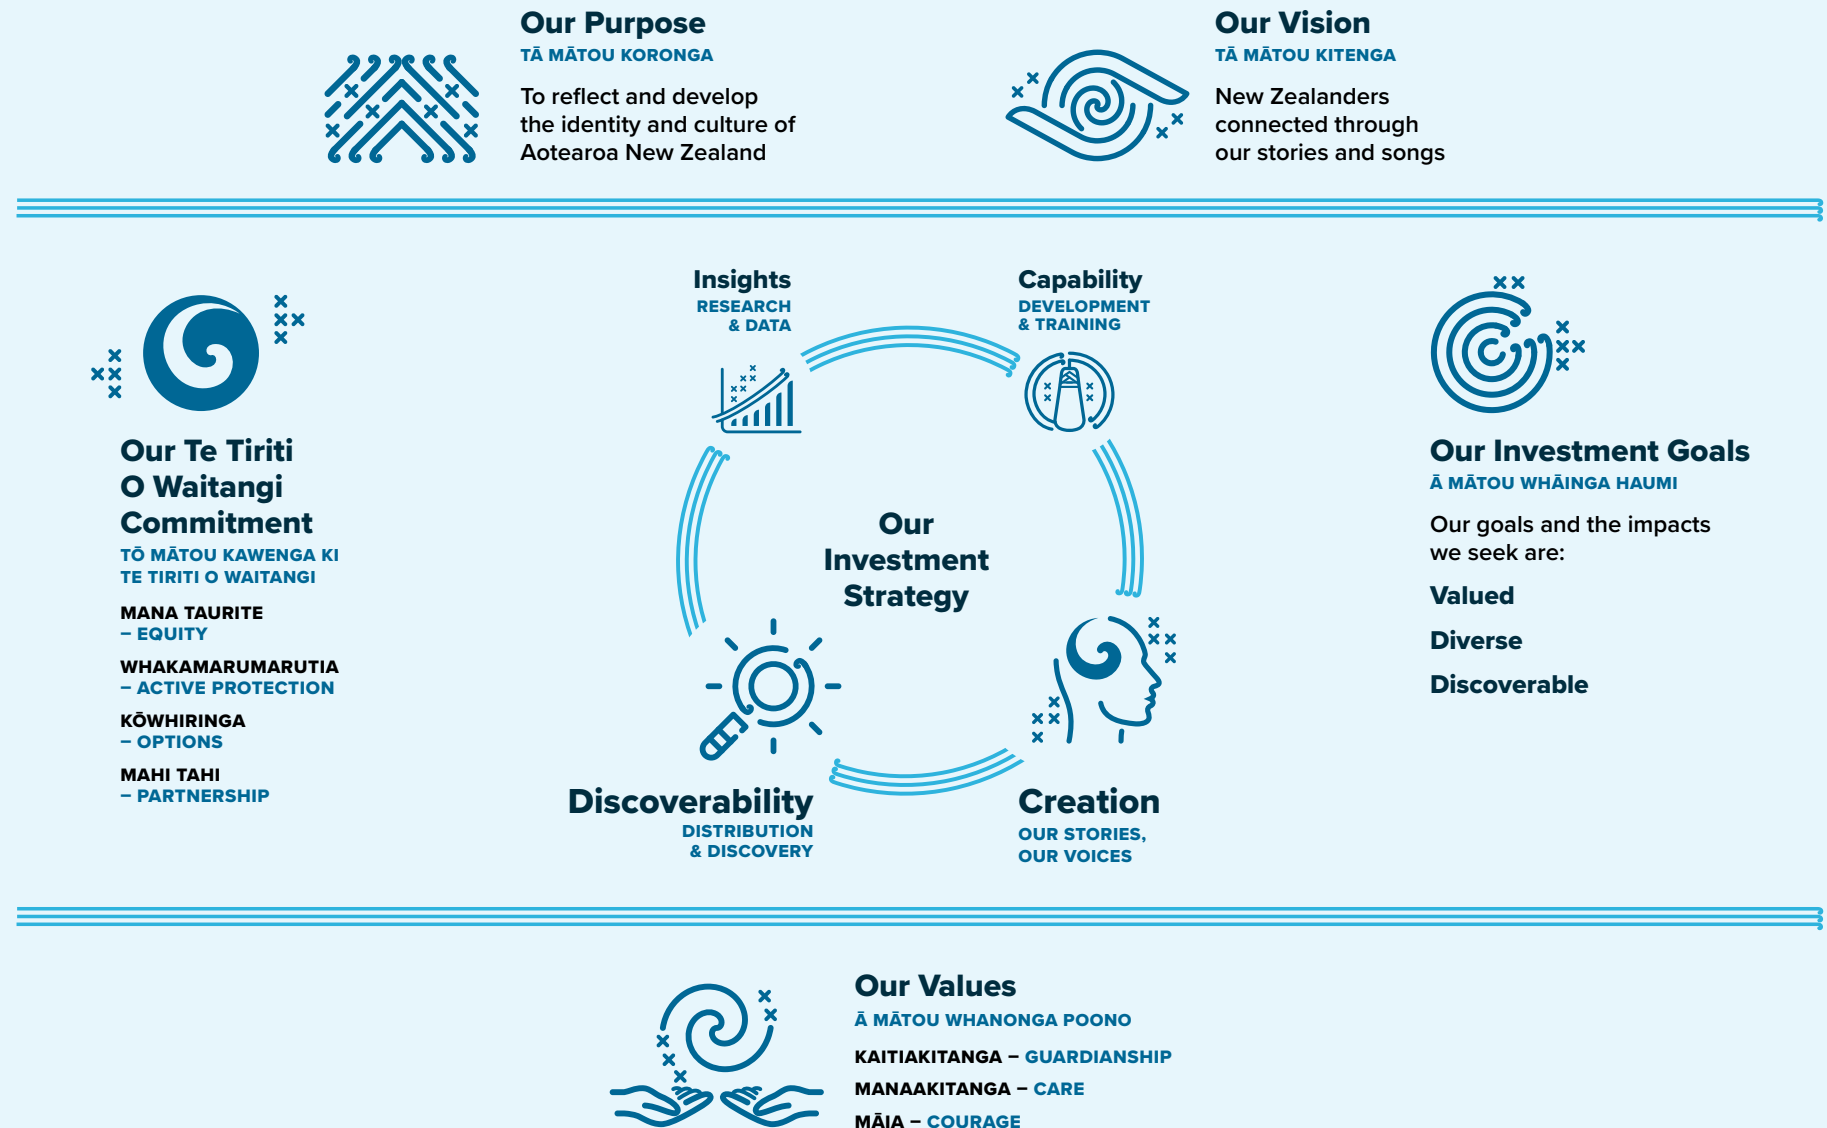 Our Purpose
TĀ MĀTOU KORONGA
To reflect and develop
the identity and culture of
Aotearoa New Zealand
Our Vision
TĀ MĀTOU KITENGA
New Zealanders
connected through
our stories and songs
Our Te Tiriti
O Waitangi
Commitment
TŌ MĀTOU KAWENGA KI
TE TIRITI O WAITANGI
MANA TAURITE
– EQUITY
WHAKAMARUMARUTIA
– ACTIVE PROTECTION
KŌWHIRINGA
– OPTIONS
MAHI TAHI
– PARTNERSHIP
Insights
RESEARCH
& DATA
Capability
DEVELOPMENT
& TRAINING
Our
Investment
Strategy
Discoverability
DISTRIBUTION
& DISCOVERY
Creation
OUR STORIES,
OUR VOICES
Our Investment Goals
Ā MĀTOU WHĀINGA HAUMI
Our goals and the impacts
we seek are:
Valued
Diverse
Discoverable
Our Values
Ā MĀTOU WHANONGA POONO
KAITIAKITANGA – GUARDIANSHIP
MANAAKITANGA – CARE
MĀIA – COURAGE